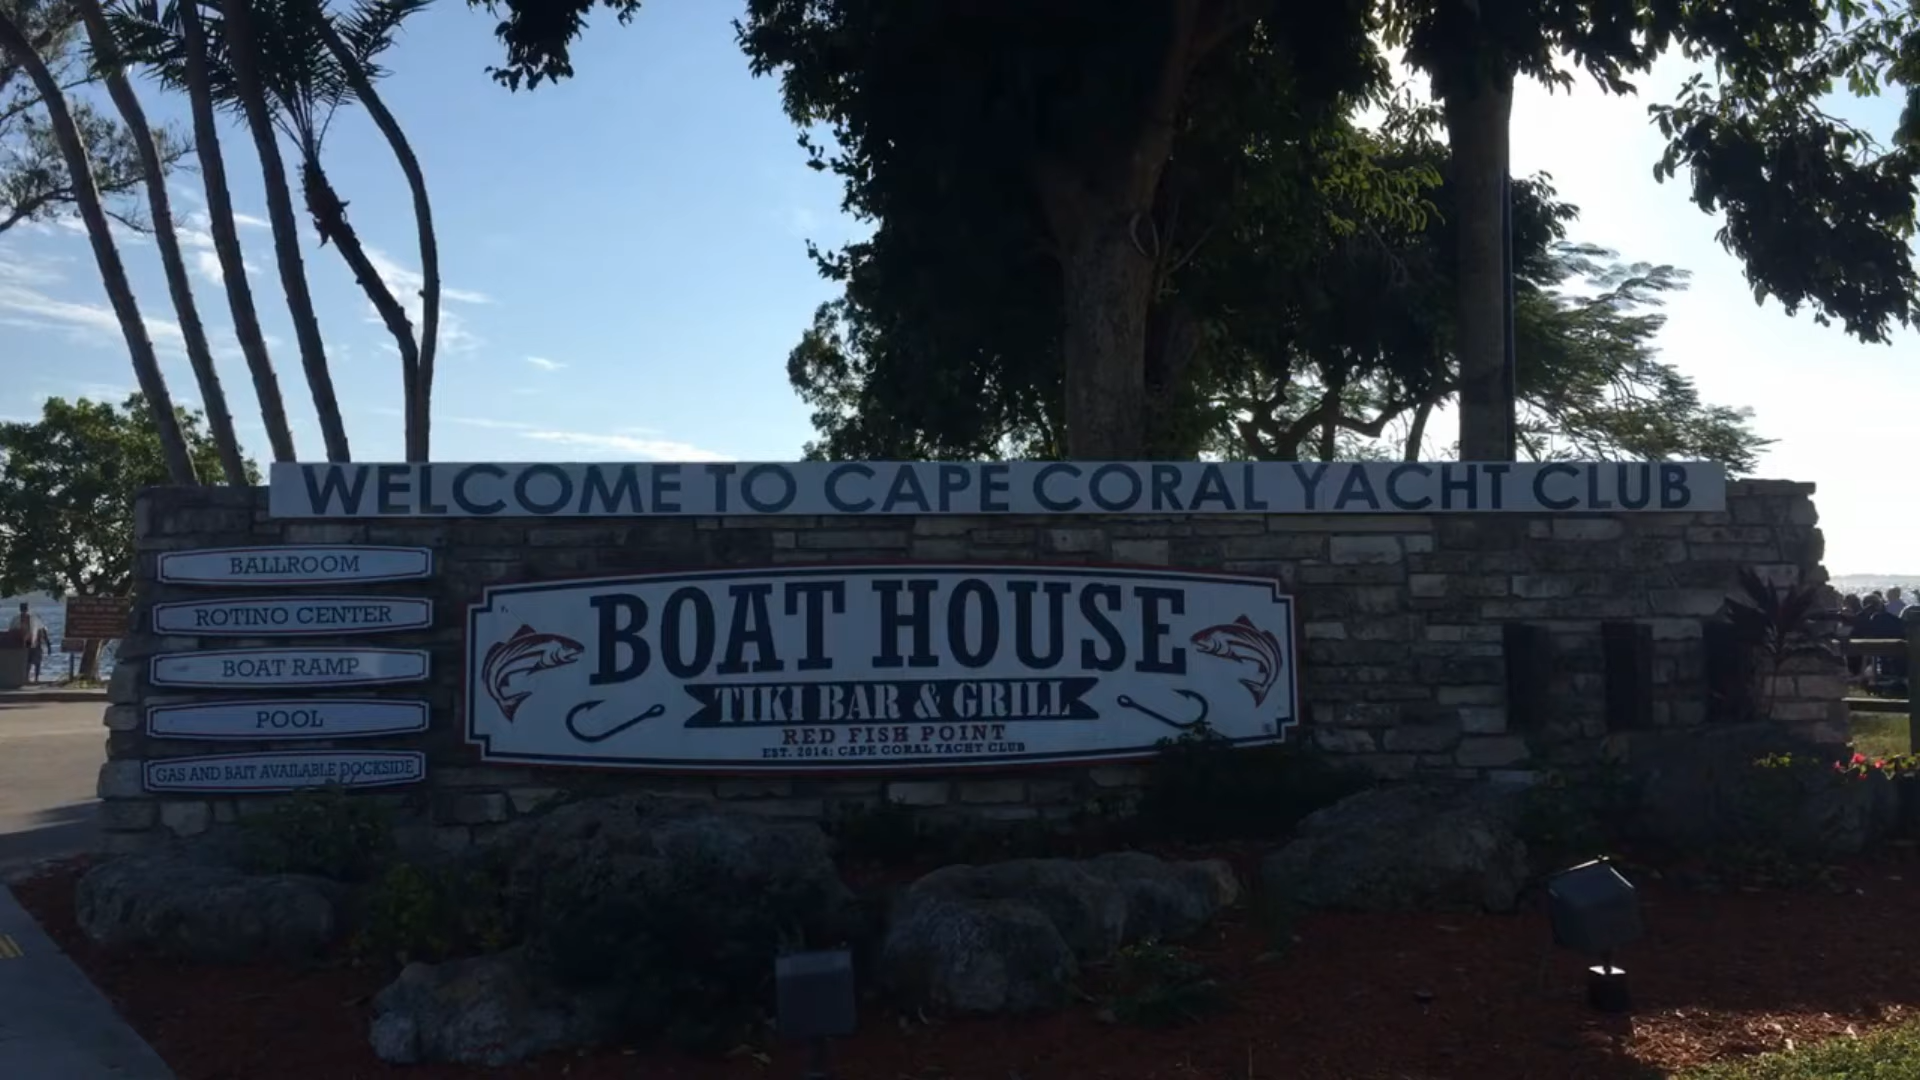 WELCOME TO CAPE CORAL YACHT CLUB
BALLROOM
ROTINO CENTER
BOAT RAMP
POOL
GAS AND BAIT AVAILABLE DOCKSIDE
BOAT HOUSE
TIKI BAR & GRILL
RED FISH POINT
EST. 2014: CAPE CORAL YACHT CLUB